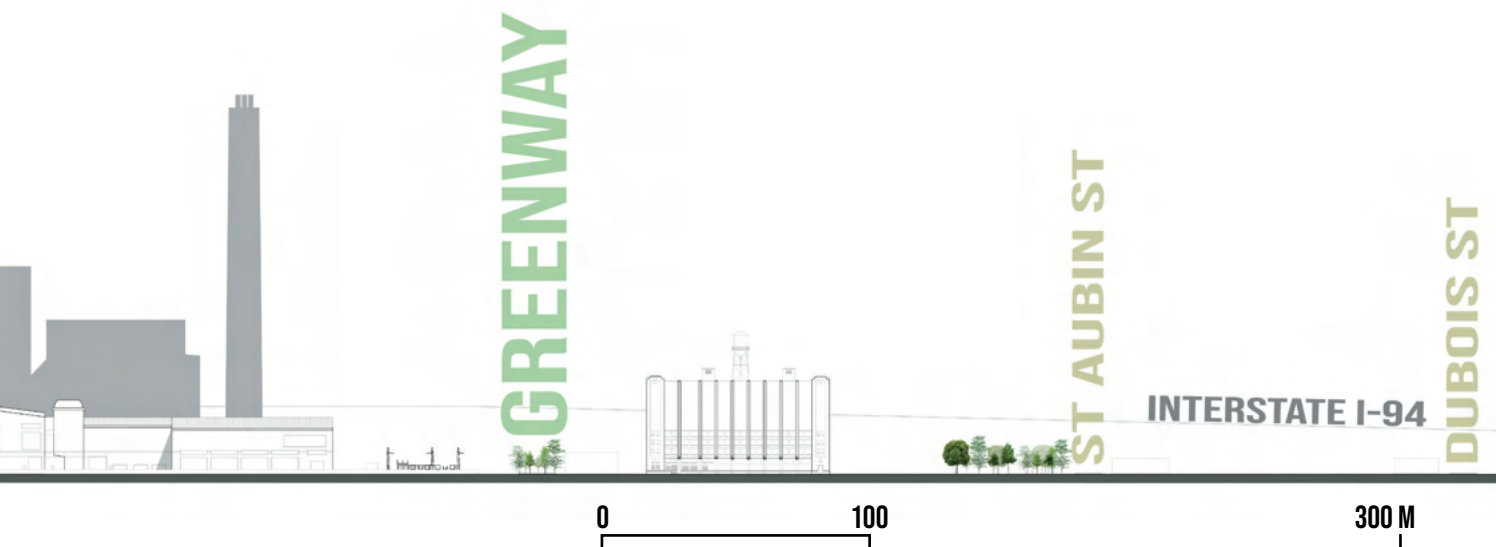 GREENWAY
ST AUBIN ST
INTERSTATE I-94
DUBOIS ST
0
100
300 M